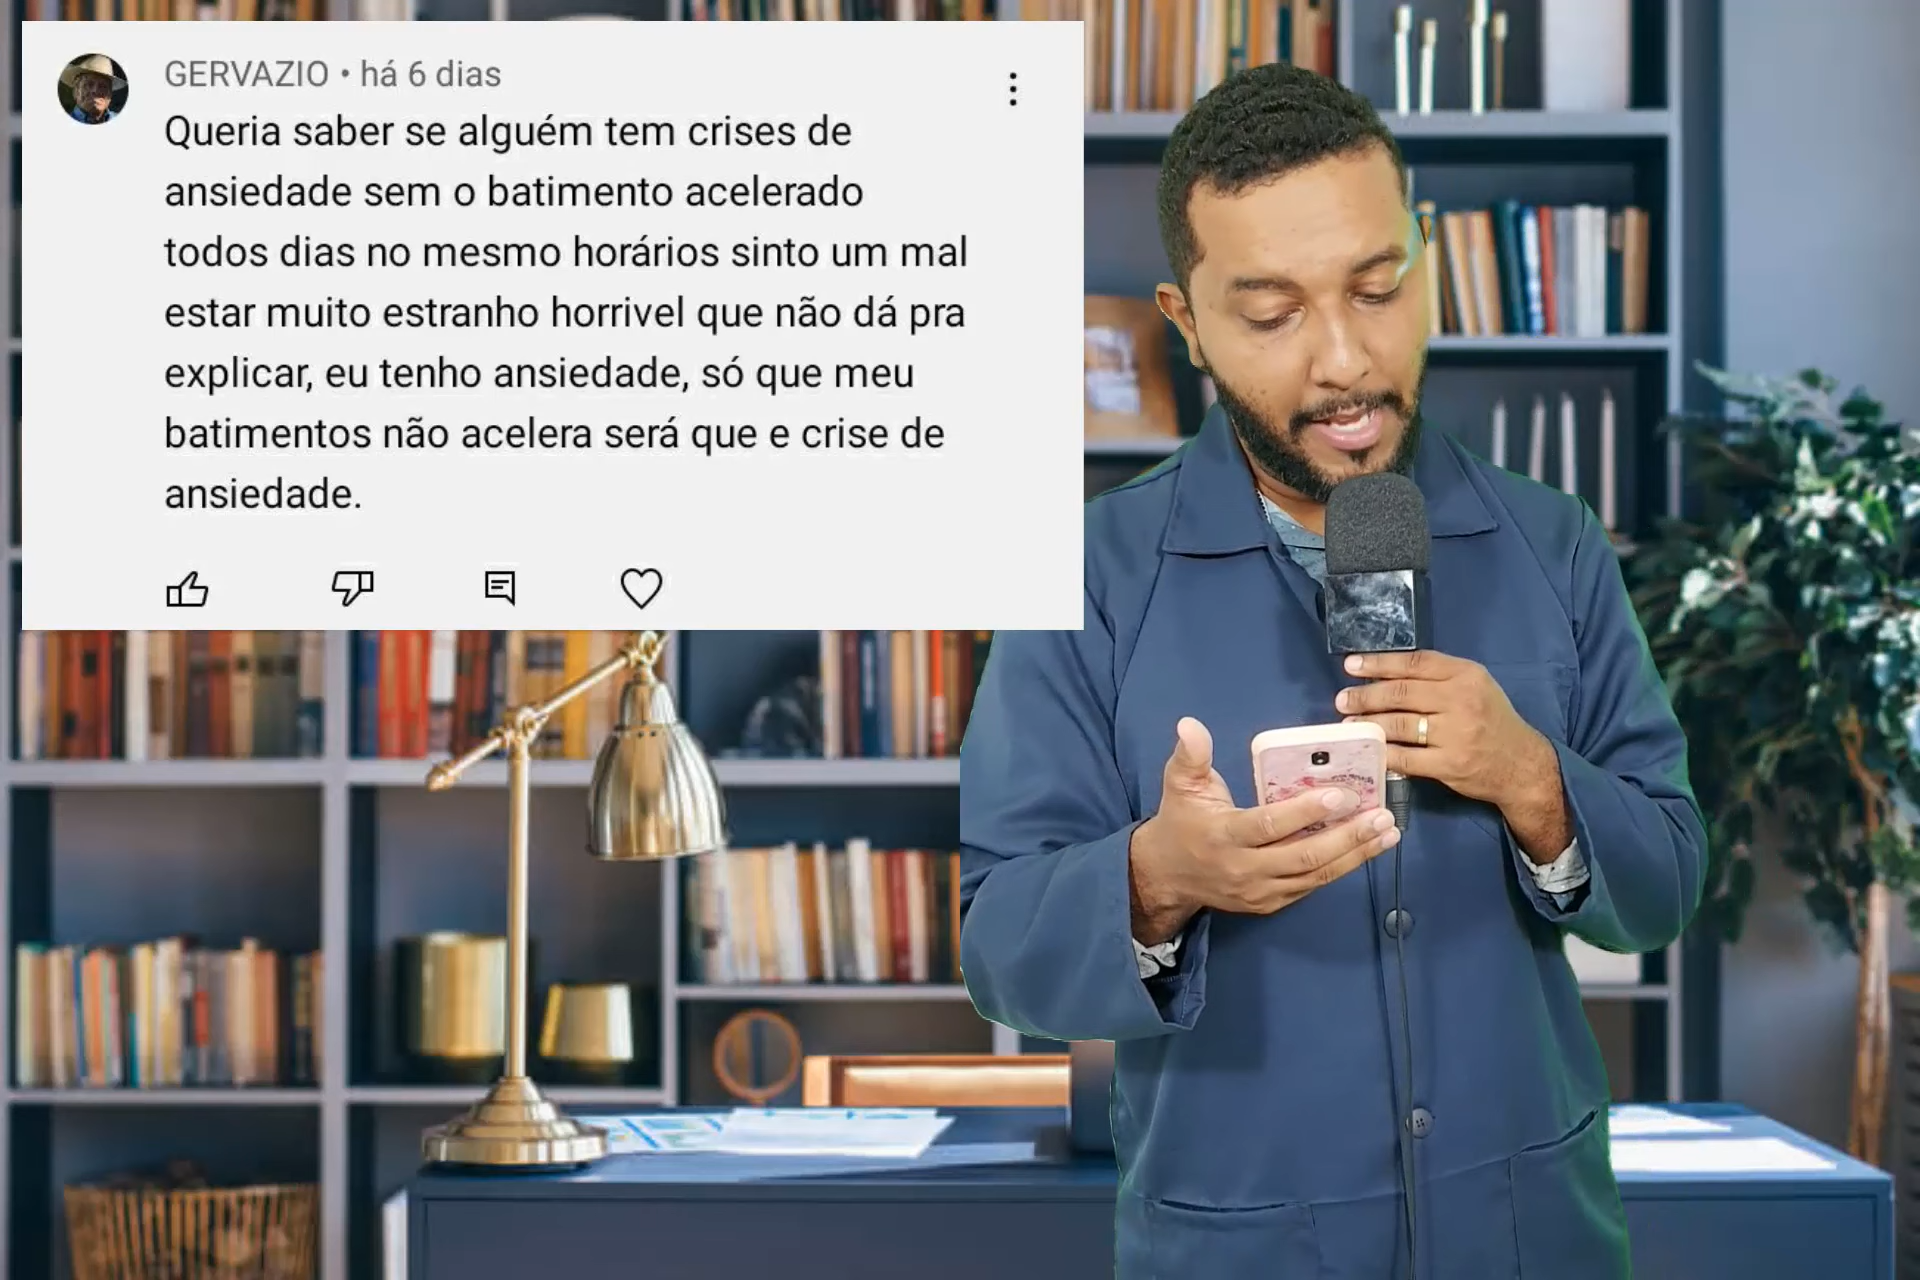 GERVAZIO • há 6 dias
Queria saber se alguém tem crises de
ansiedade sem o batimento acelerado
todos dias no mesmo horários sinto um mal
estar muito estranho horrivel que não dá pra
explicar, eu tenho ansiedade, só que meu
batimentos não acelera será que e crise de
ansiedade.